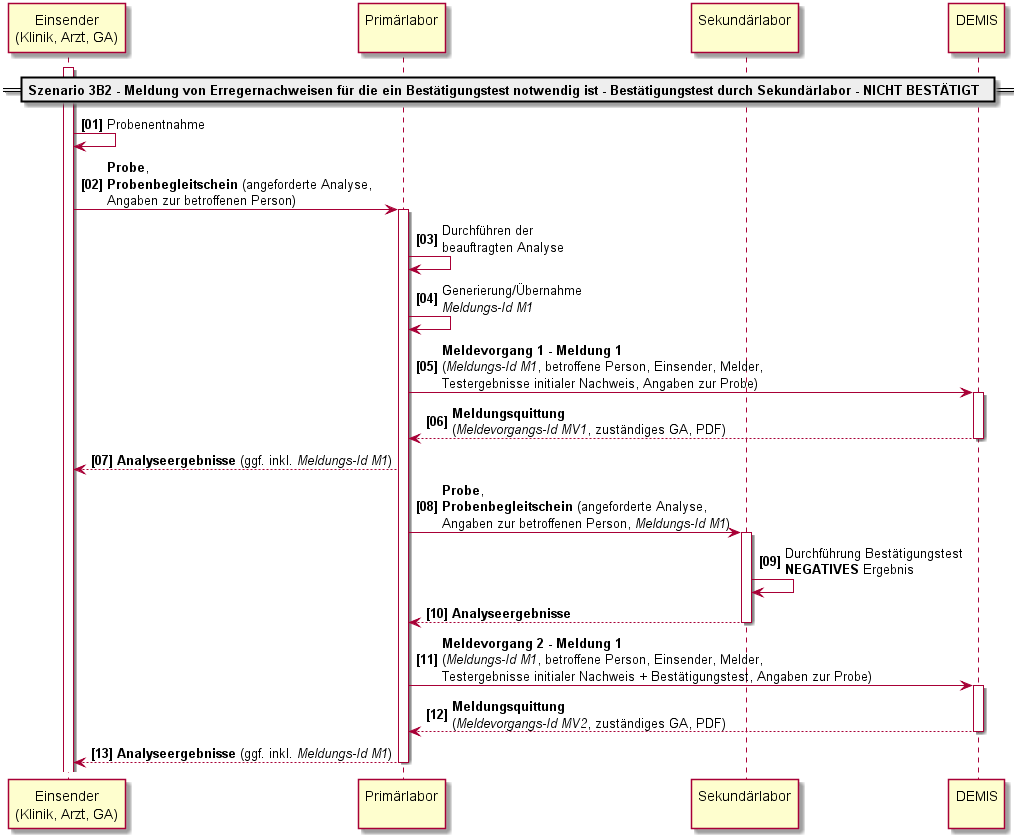 Einsender
(Klinik, Arzt, GA)
Primärlabor
Sekundärlabor
DEMIS
Szenario 3B2 - Meldung von Erregernachweisen für die ein Bestätigungstest notwendig ist - Bestätigungstest durch Sekundärlabor - NICHT BESTÄTIGT
[01] Probenentnahme
Probe,
[02] Probenbegleitschein (angeforderte Analyse,
Angaben zur betroffenen Person)
Durchführen der
[03] beauftragten Analyse
Generierung/Übernahme
[04] Meldungs-Id M1
Meldevorgang 1 - Meldung 1
[05] (Meldungs-Id M1, betroffene Person, Einsender, Melder,
Testergebnisse initialer Nachweis, Angaben zur Probe)
Meldungsquittung
[06] (Meldevorgangs-Id MV1, zuständiges GA, PDF)
[07] Analyseergebnisse (ggf. inkl. Meldungs-Id M1)
Probe,
[08] Probenbegleitschein (angeforderte Analyse,
Angaben zur betroffenen Person, Meldungs-Id M1)
Durchführung Bestätigungstest
[09] NEGATIVES Ergebnis
[10] Analyseergebnisse
Meldevorgang 2 - Meldung 1
[11] (Meldungs-Id M1, betroffene Person, Einsender, Melder,
Testergebnisse initialer Nachweis + Bestätigungstest, Angaben zur Probe)
Meldungsquittung
[12] (Meldevorgangs-Id MV2, zuständiges GA, PDF)
[13] Analyseergebnisse (ggf. inkl. Meldungs-Id M1)
Einsender
(Klinik, Arzt, GA)
Primärlabor
Sekundärlabor
DEMIS